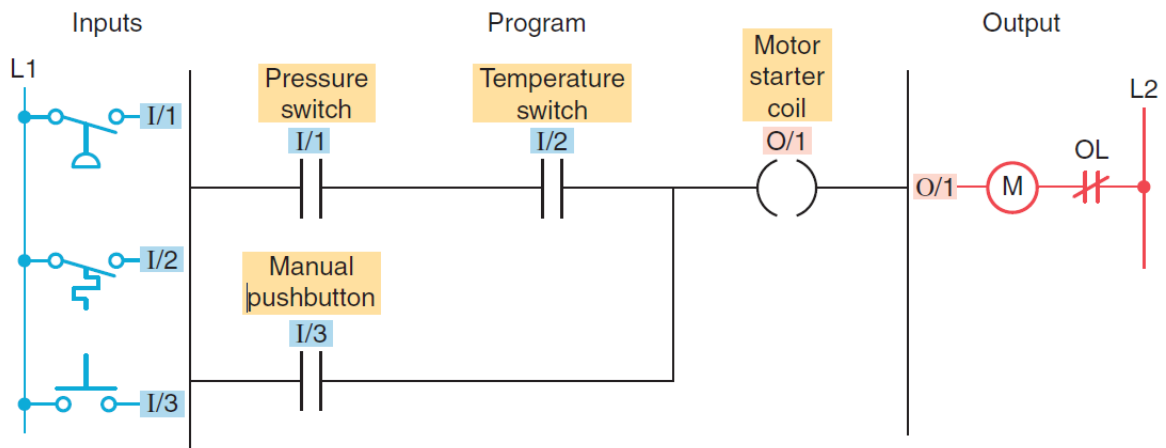 Inputs
Program
Output
L1
Pressure
switch
I/1
Temperature
switch
I/2
Motor
starter
coil
O/1
L2
I/1
O/1
M
OL
I/2
Manual
pushbutton
I/3
I/3